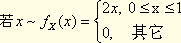 若x ~ f_X(x) = { 2x, 0 ≤ x ≤ 1
0, 其它